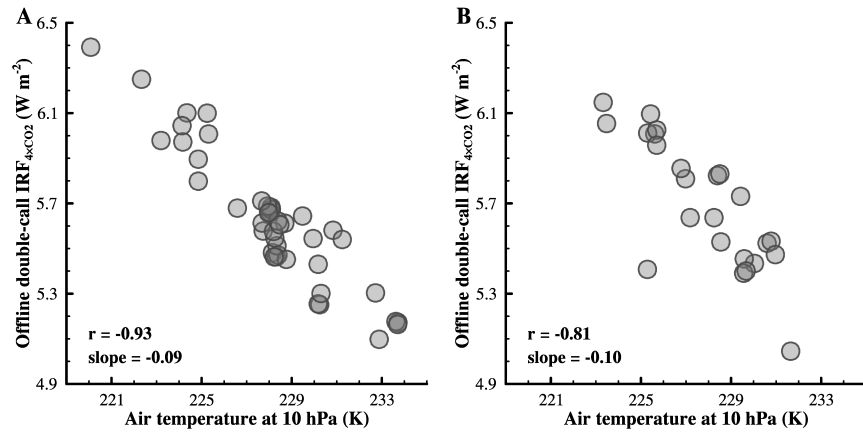 A
Offline double-call IRF4×CO2 (W m-2)
6.5
6.1
5.7
5.3
4.9
r = -0.93
slope = -0.09
221
225
229
233
Air temperature at 10 hPa (K)
B
Offline double-call IRF4×CO2 (W m-2)
6.5
6.1
5.7
5.3
4.9
r = -0.81
slope = -0.10
221
225
229
233
Air temperature at 10 hPa (K)